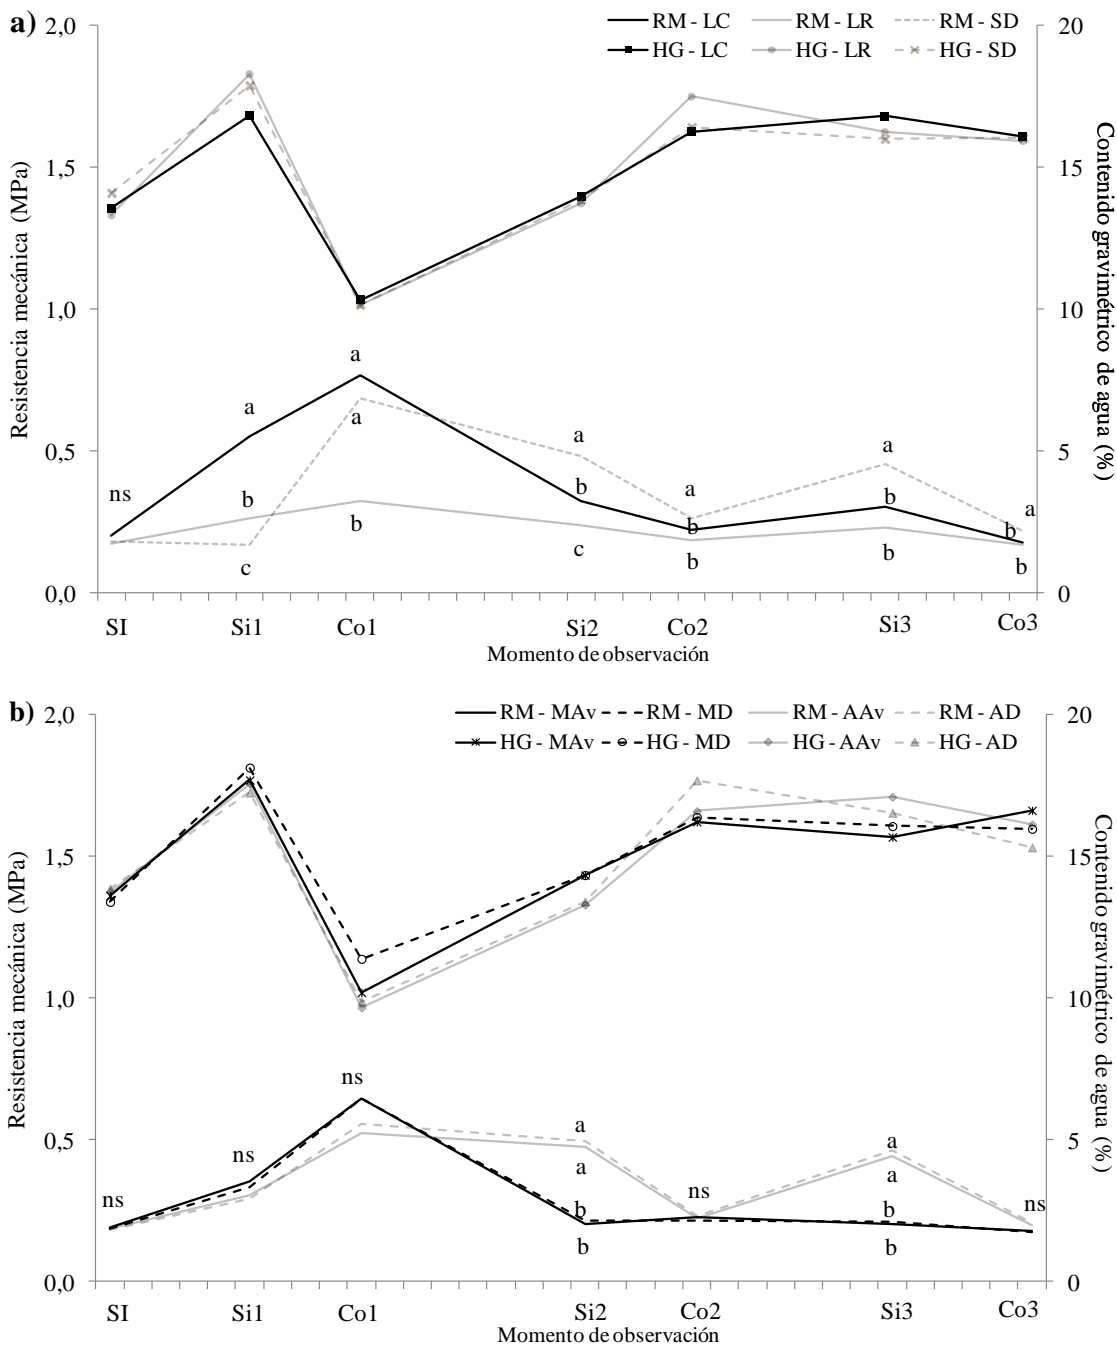 a)
RM - LC RM - LR RM - SD
HG - LC HG - LR HG - SD
2,0 20
1,5 15
1,0 10
0,5 5
0,0 0
Resistencia mecánica (MPa)
Contenido gravimétrico de agua (%)
a
a a
a
a a
ns b b a b a
b b b
b c b b b
c
SI Si1 Co1 Si2 Co2 Si3 Co3
Momento de observación
b)
RM - MAv RM - MD RM - AAv RM - AD
HG - MAv HG - MD HG - AAv HG - AD
2,0 20
1,5 15
1,0 10
0,5 5
0,0 0
Resistencia mecánica (MPa)
Contenido gravimétrico de agua (%)
ns
ns a a
a a
ns b ns b ns
b b
SI Si1 Co1 Si2 Co2 Si3 Co3
Momento de observación